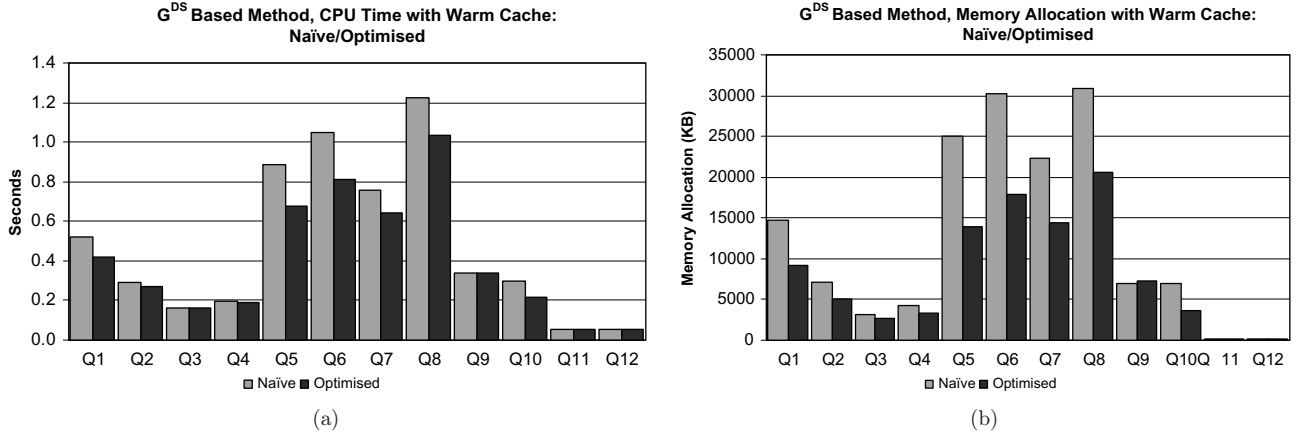 G^DS Based Method, CPU Time with Warm Cache:
Naïve/Optimised
1.4
1.2
1.0
0.8
0.6
0.4
0.2
0.0
Seconds
Q1 Q2 Q3 Q4 Q5 Q6 Q7 Q8 Q9 Q10 Q11 Q12
Naïve Optimised
(a)
G^DS Based Method, Memory Allocation with Warm Cache:
Naïve/Optimised
35000
30000
25000
20000
15000
10000
5000
0
Memory Allocation (KB)
Q1 Q2 Q3 Q4 Q5 Q6 Q7 Q8 Q9 Q10Q 11 Q12
Naïve Optimised
(b)